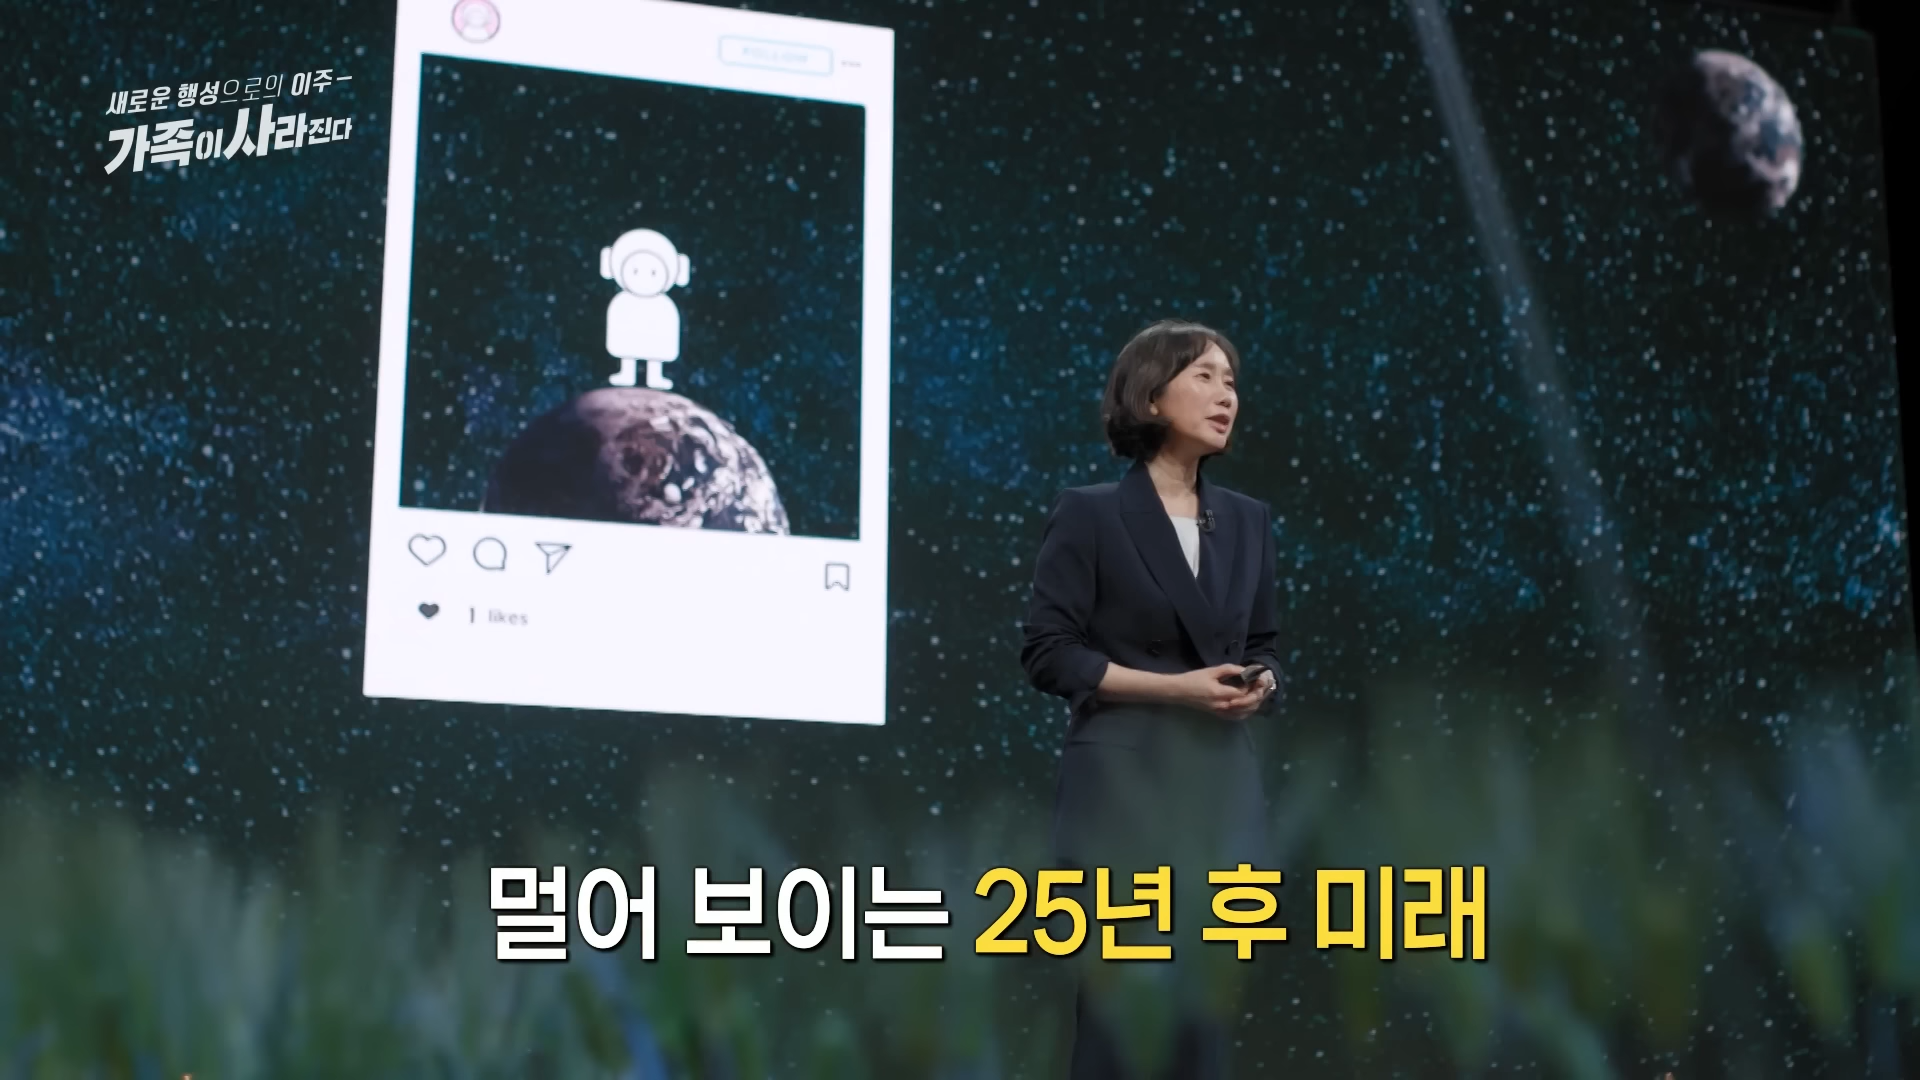 새로운 행성으로의 이주 –
가족이 사라진다
1 likes
멀어 보이는 25년 후 미래